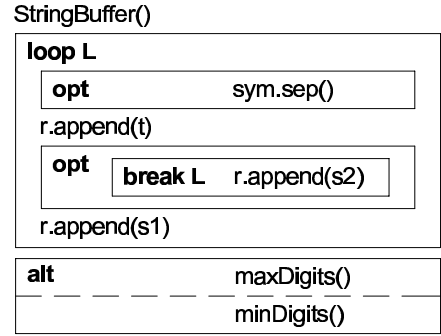 StringBuffer()
loop L
opt sym.sep()
r.append(t)
opt
break L r.append(s2)
r.append(s1)
alt maxDigits()
minDigits()